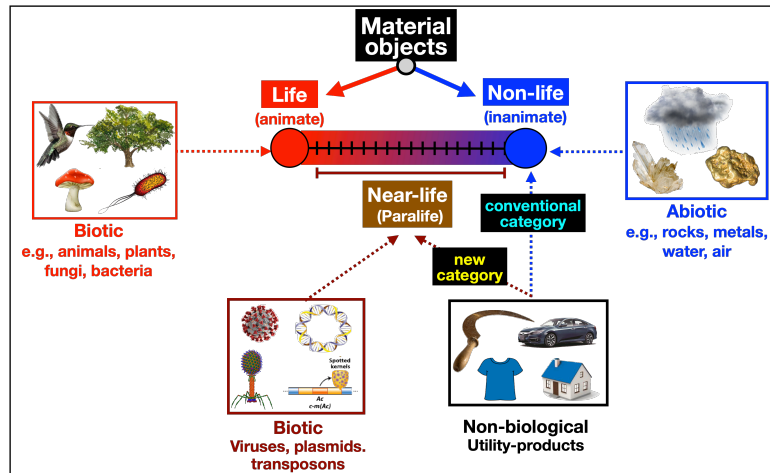 Material
objects
Life
(animate)
Non-life
(inanimate)
Near-life
(Paralife)
conventional
category
new
category
Biotic
e.g., animals, plants,
fungi, bacteria
Abiotic
e.g., rocks, metals,
water, air
Spotted
kernels
Ac
c-m(Ac)
Biotic
Viruses, plasmids.
transposons
Non-biological
Utility-products